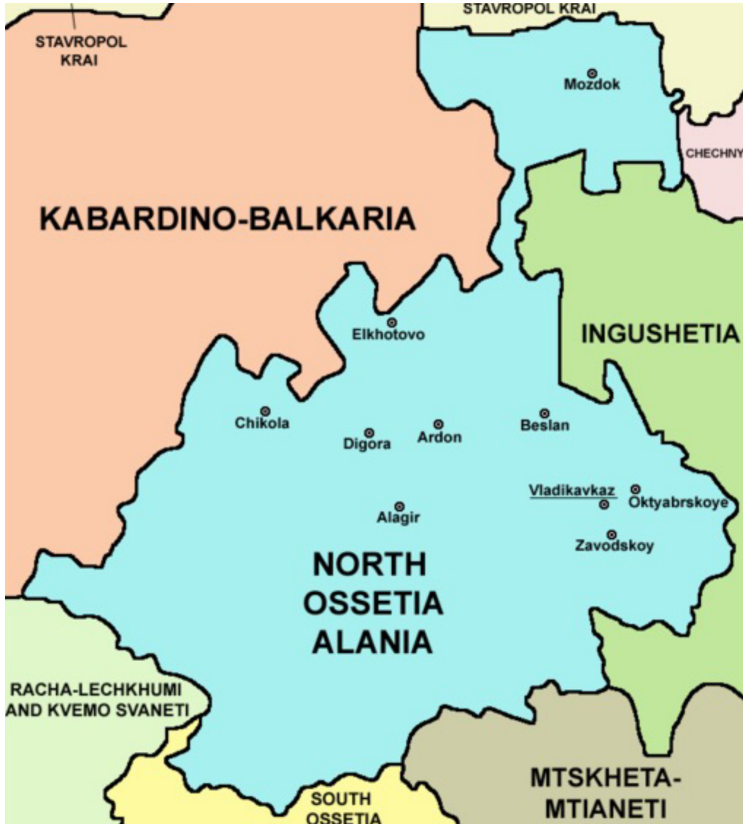 STAVROPOL KRAI
STAVROPOL
KRAI
Mozdok
CHECHNY
KABARDINO-BALKARIA
INGUSHETIA
Elkhotovo
Chikola
Digora
Ardon
Beslan
Vladikavkaz
Oktyabrskoye
Alagir
Zavodskoy
NORTH
OSSETIA
ALANIA
RACHA-LECHKHUMI
AND KVEMO SVANETI
MTSKHETA-
MTIANETI
SOUTH
OSSETIA